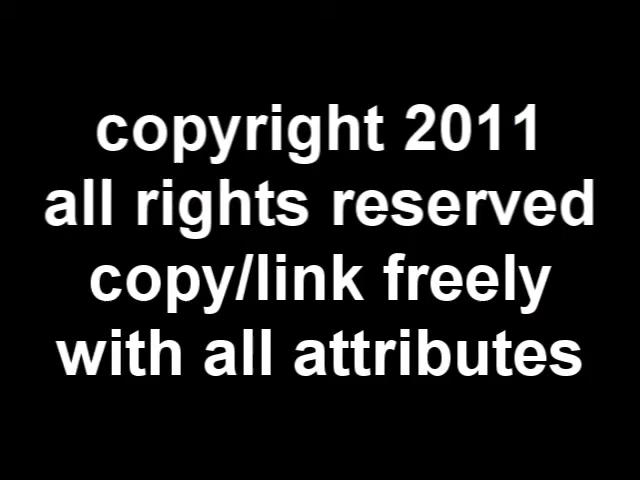 copyright 2011
all rights reserved
copy/link freely
with all attributes